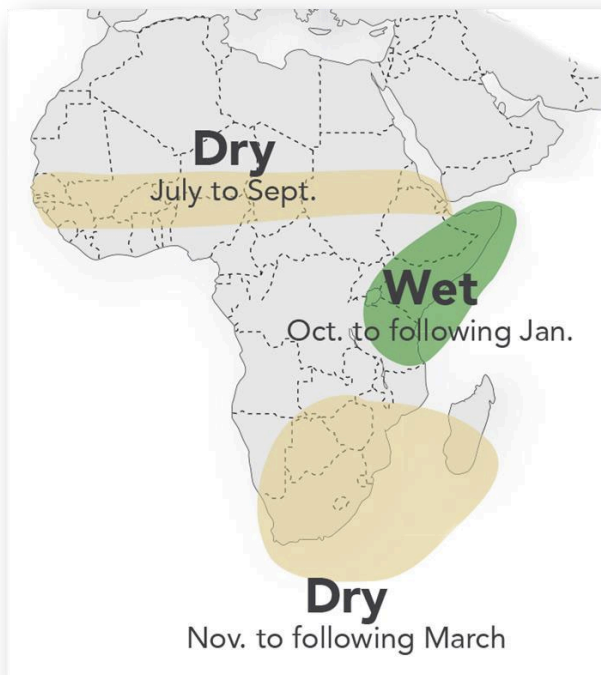 Dry
July to Sept.
Wet
Oct. to following Jan.
Dry
Nov. to following March